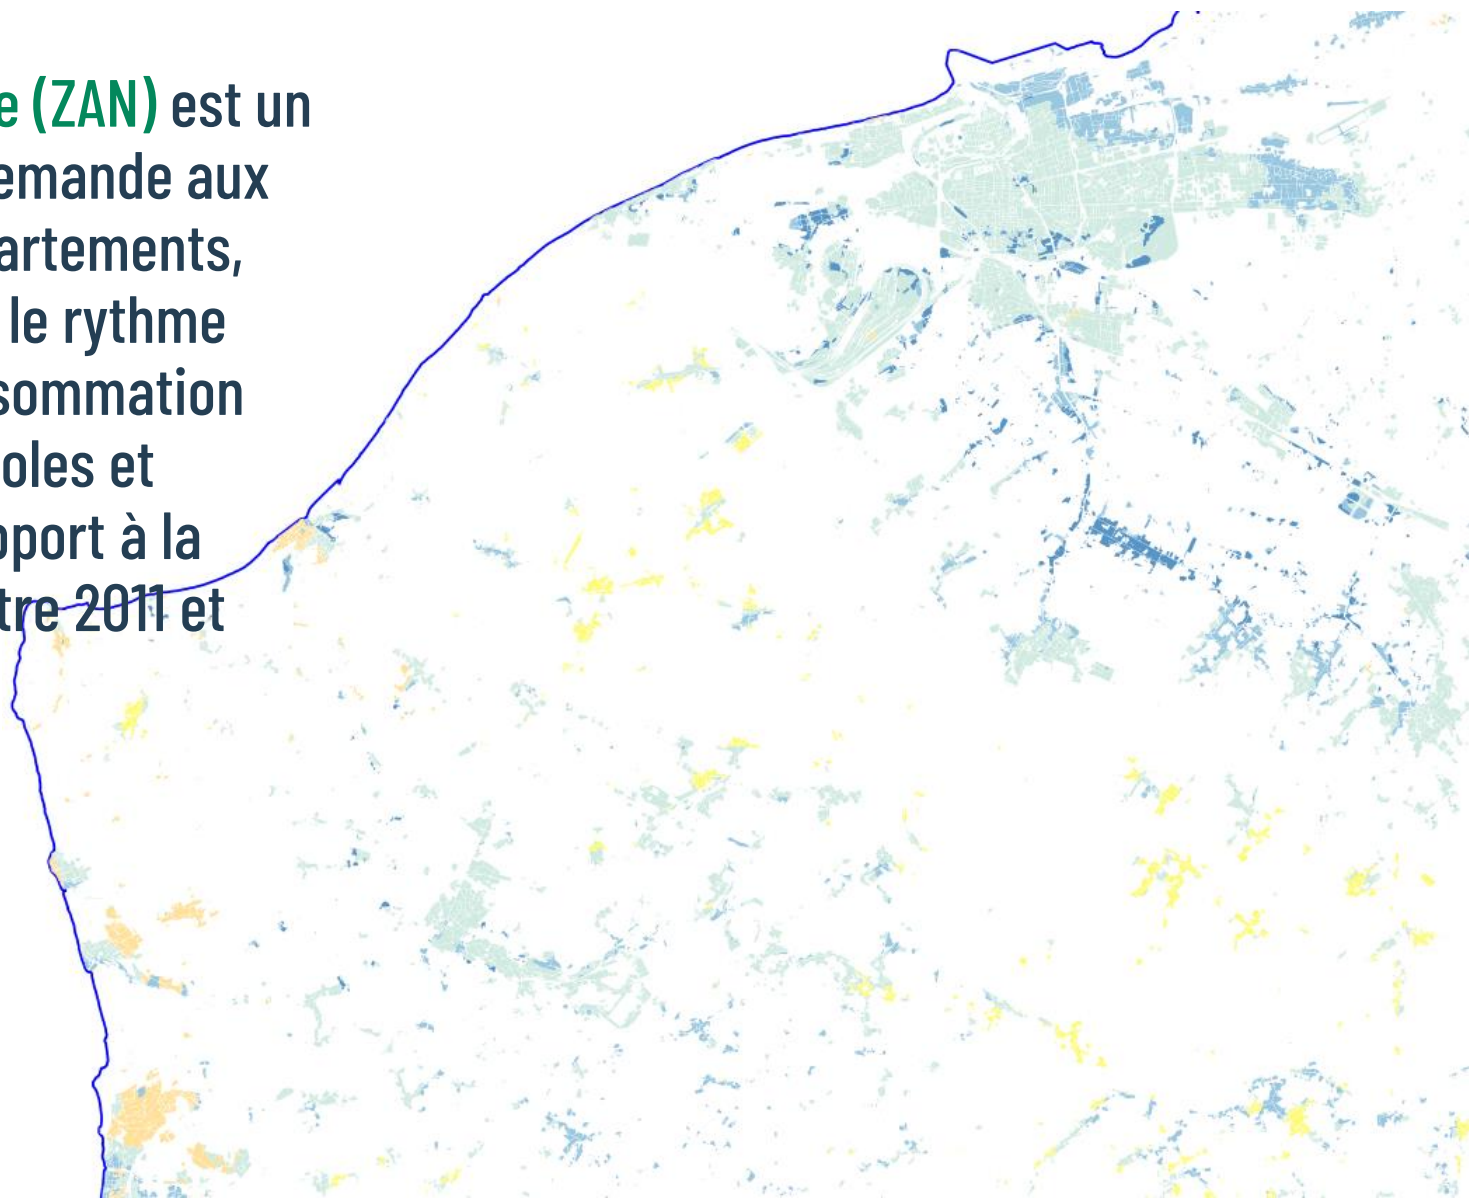 e (ZAN) est un
emande aux
artements,
le rythme
sommation
oles et
pport à la
tre 2011 et